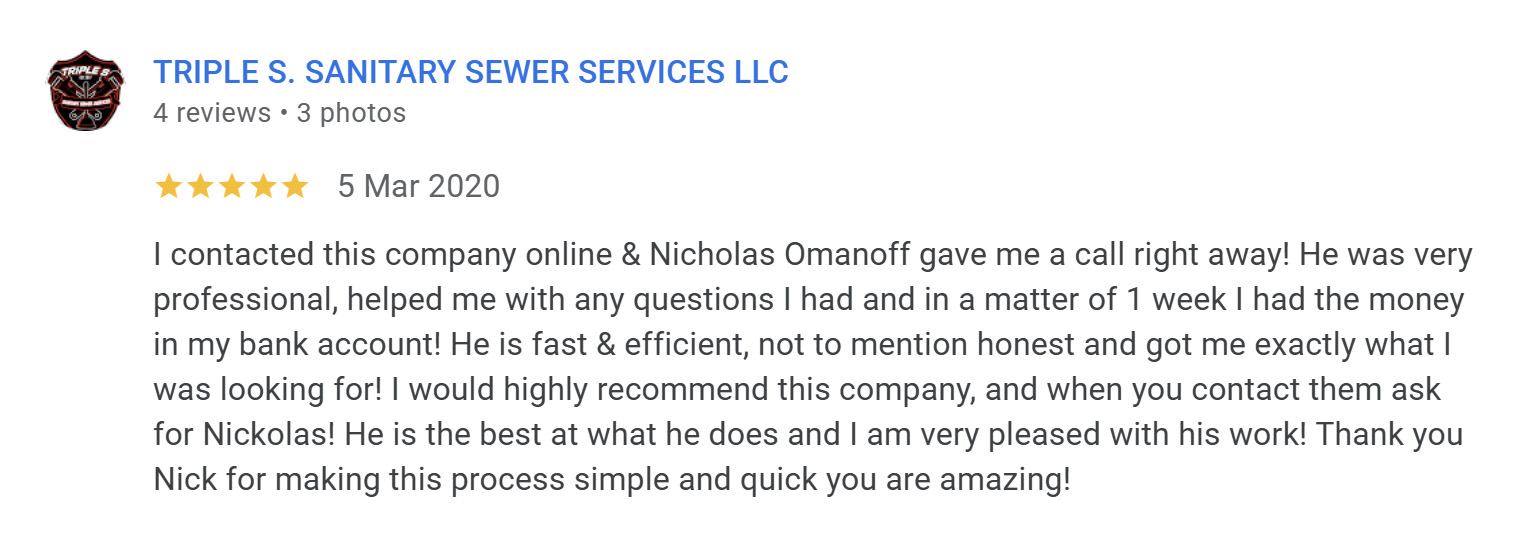 TRIPLE S
TRIPLE S. SANITARY SEWER SERVICES LLC
4 reviews • 3 photos
5 Mar 2020
I contacted this company online & Nicholas Omanoff gave me a call right away! He was very
professional, helped me with any questions I had and in a matter of 1 week I had the money
in my bank account! He is fast & efficient, not to mention honest and got me exactly what I
was looking for! I would highly recommend this company, and when you contact them ask
for Nickolas! He is the best at what he does and I am very pleased with his work! Thank you
Nick for making this process simple and quick you are amazing!